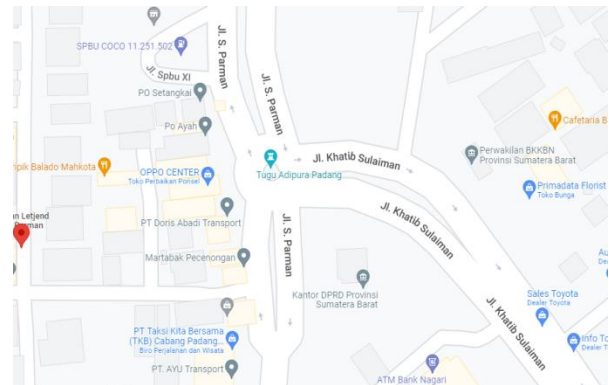 SPBU COCO 11.251.502
Jl. Spbu XI
Jl. S. Parman
Jl. S. Parman
PO Setangkai
Po Ayah
Balado Mahkota
OPPO CENTER
Toko Perbaikan Ponsel
Tugu Adipura Padang
Jl. Khatib Sulaiman
Perwakilan BKKBN
Provinsi Sumatera Barat
Cafetaria B
Primadata Florist
Toko Bunga
Letjend
PT Doris Abadi Transport
Jl. S. Parman
Jl. Khatib Sulaiman
Martabak Pecenongan
Kantor DPRD Provinsi
Sumatera Barat
Au
Dea
Sales Toyota
Dealer Toyota
Jl. Khatib Sulaiman
PT Taksi Kita Bersama
(TKB) Cabang Padang...
Biro Perjalanan dan Wisata
Info To
Dealer T
PT. AYU Transport
ATM Bank Nagari